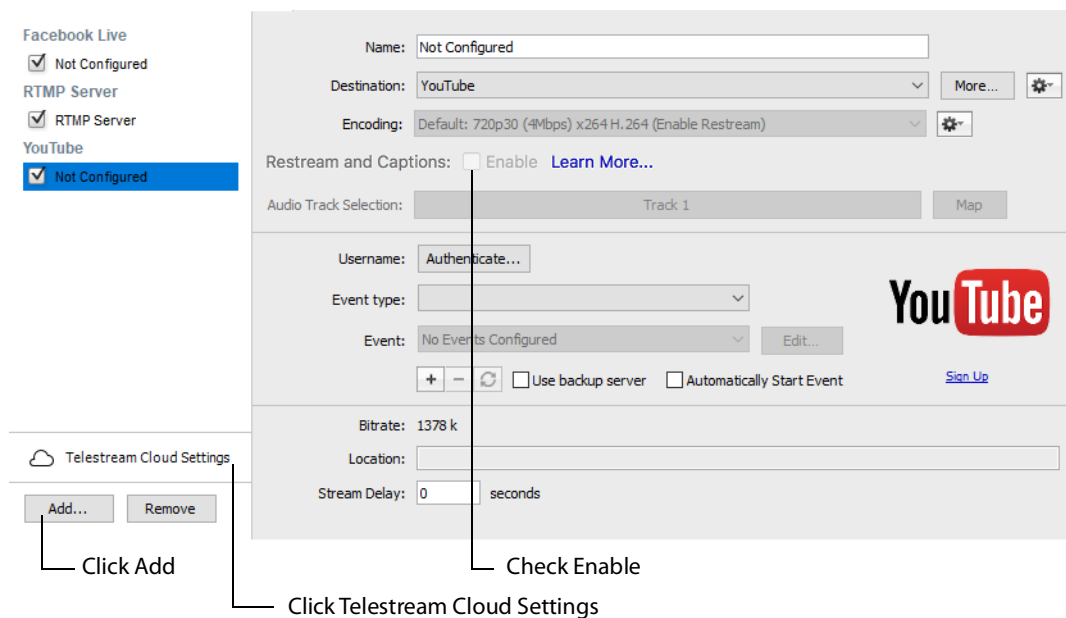 Facebook Live
Not Configured
RTMP Server
RTMP Server
YouTube
Not Configured
Telestream Cloud Settings
Add... Remove
Name: Not Configured
Destination: YouTube More...
Encoding: Default: 720p30 (4Mbps) x264 H.264 (Enable Restream)
Restream and Captions: Enable Learn More...
Audio Track Selection: Track 1 Map
Username: Authenticate...
Event type:
Event: No Events Configured Edit...
+ − Use backup server Automatically Start Event
YouTube
Sign Up
Bitrate: 1378 k
Location:
Stream Delay: 0 seconds
Click Add
Check Enable
Click Telestream Cloud Settings